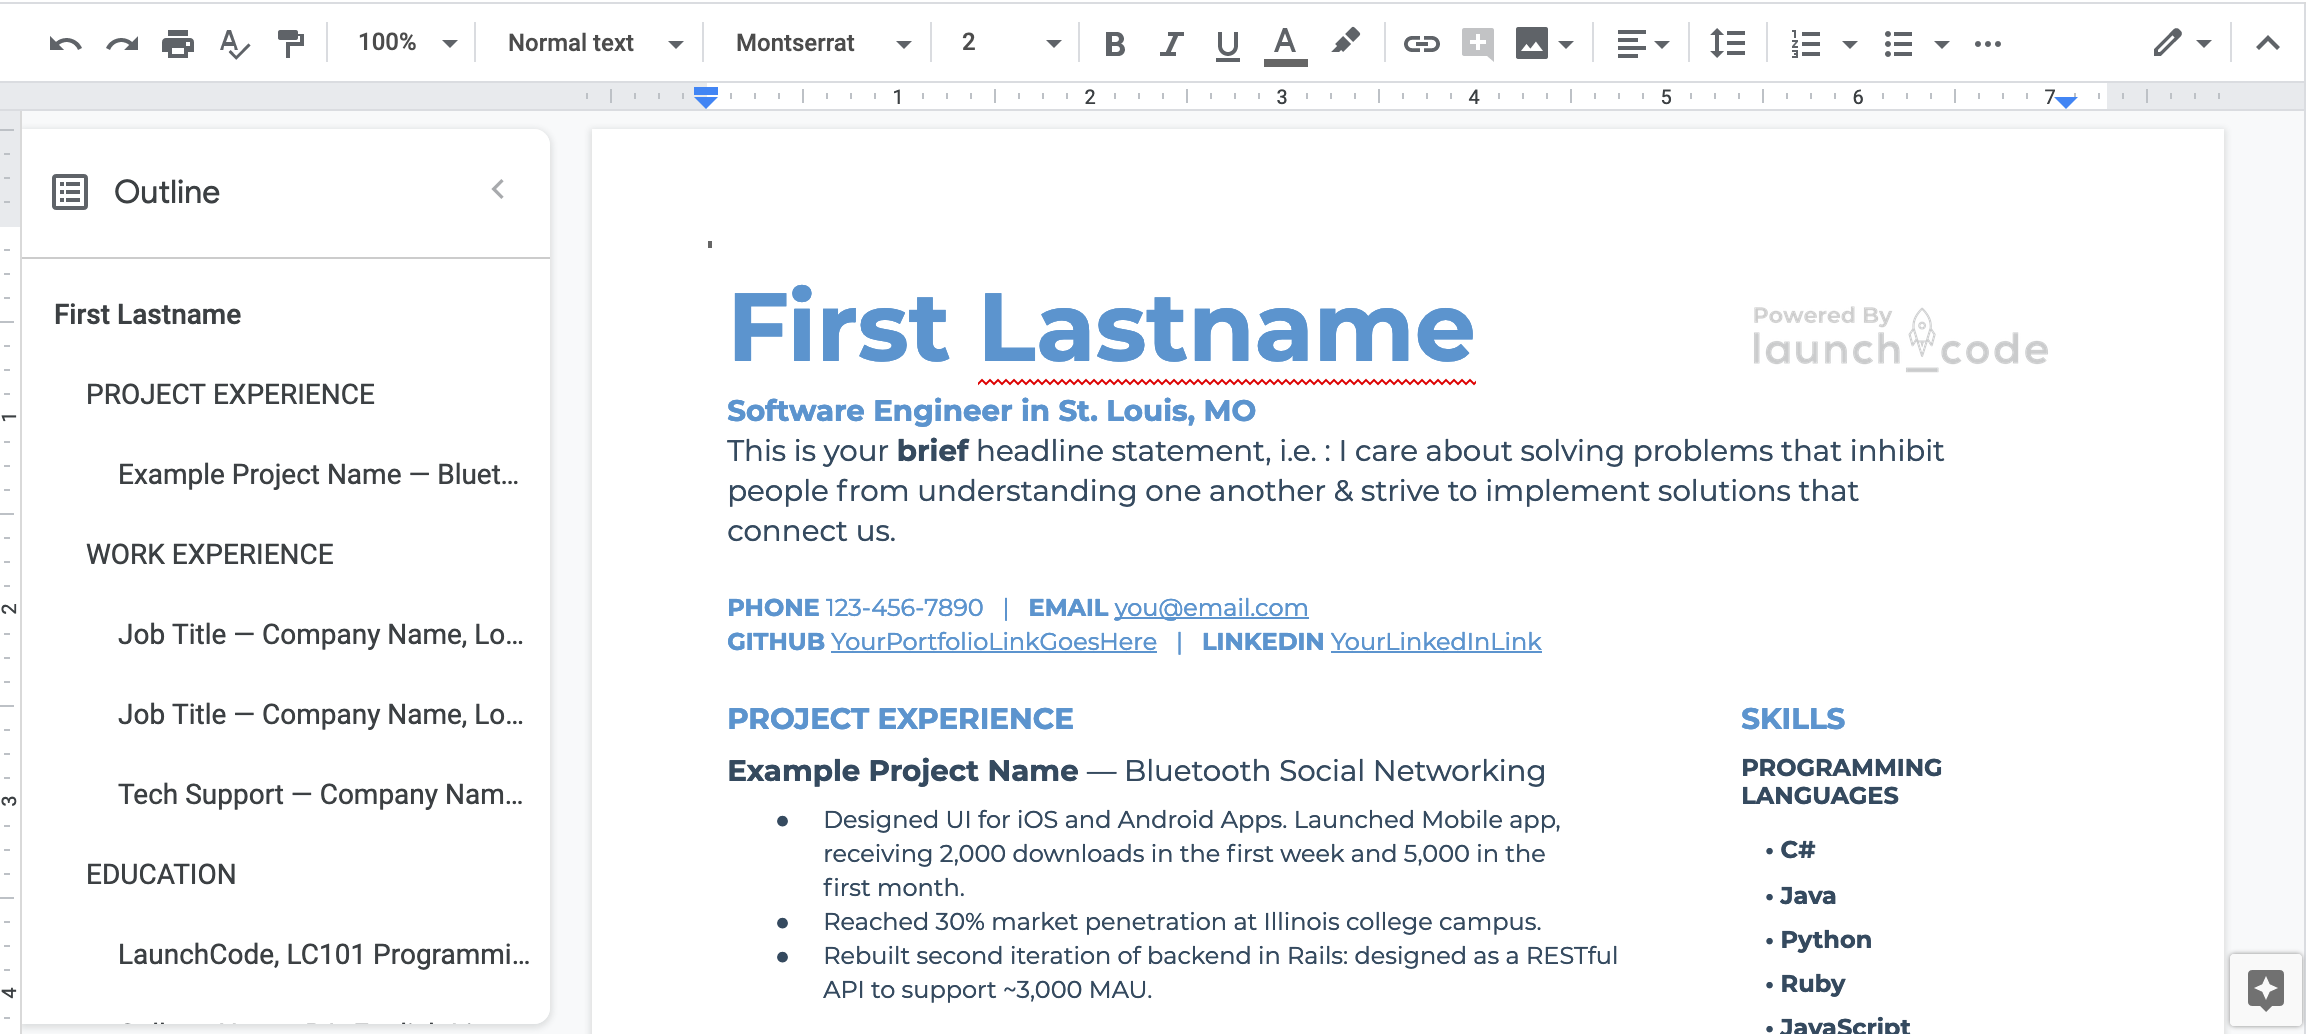 100%
Normal text
Montserrat
2
B
I
U
A
1
2
3
4
5
6
7
Outline
First Lastname
PROJECT EXPERIENCE
Example Project Name — Bluet...
WORK EXPERIENCE
Job Title — Company Name, Lo...
Job Title — Company Name, Lo...
Tech Support — Company Nam...
EDUCATION
LaunchCode, LC101 Programmi...
1
2
3
4
First Lastname
Powered By
launch_code
Software Engineer in St. Louis, MO
This is your brief headline statement, i.e. : I care about solving problems that inhibit
people from understanding one another & strive to implement solutions that
connect us.
PHONE 123-456-7890 | EMAIL you@email.com
GITHUB YourPortfolioLinkGoesHere | LINKEDIN YourLinkedInLink
PROJECT EXPERIENCE
Example Project Name — Bluetooth Social Networking
● Designed UI for iOS and Android Apps. Launched Mobile app,
receiving 2,000 downloads in the first week and 5,000 in the
first month.
● Reached 30% market penetration at Illinois college campus.
● Rebuilt second iteration of backend in Rails: designed as a RESTful
API to support ~3,000 MAU.
SKILLS
PROGRAMMING
LANGUAGES
• C#
• Java
• Python
• Ruby
• JavaScript